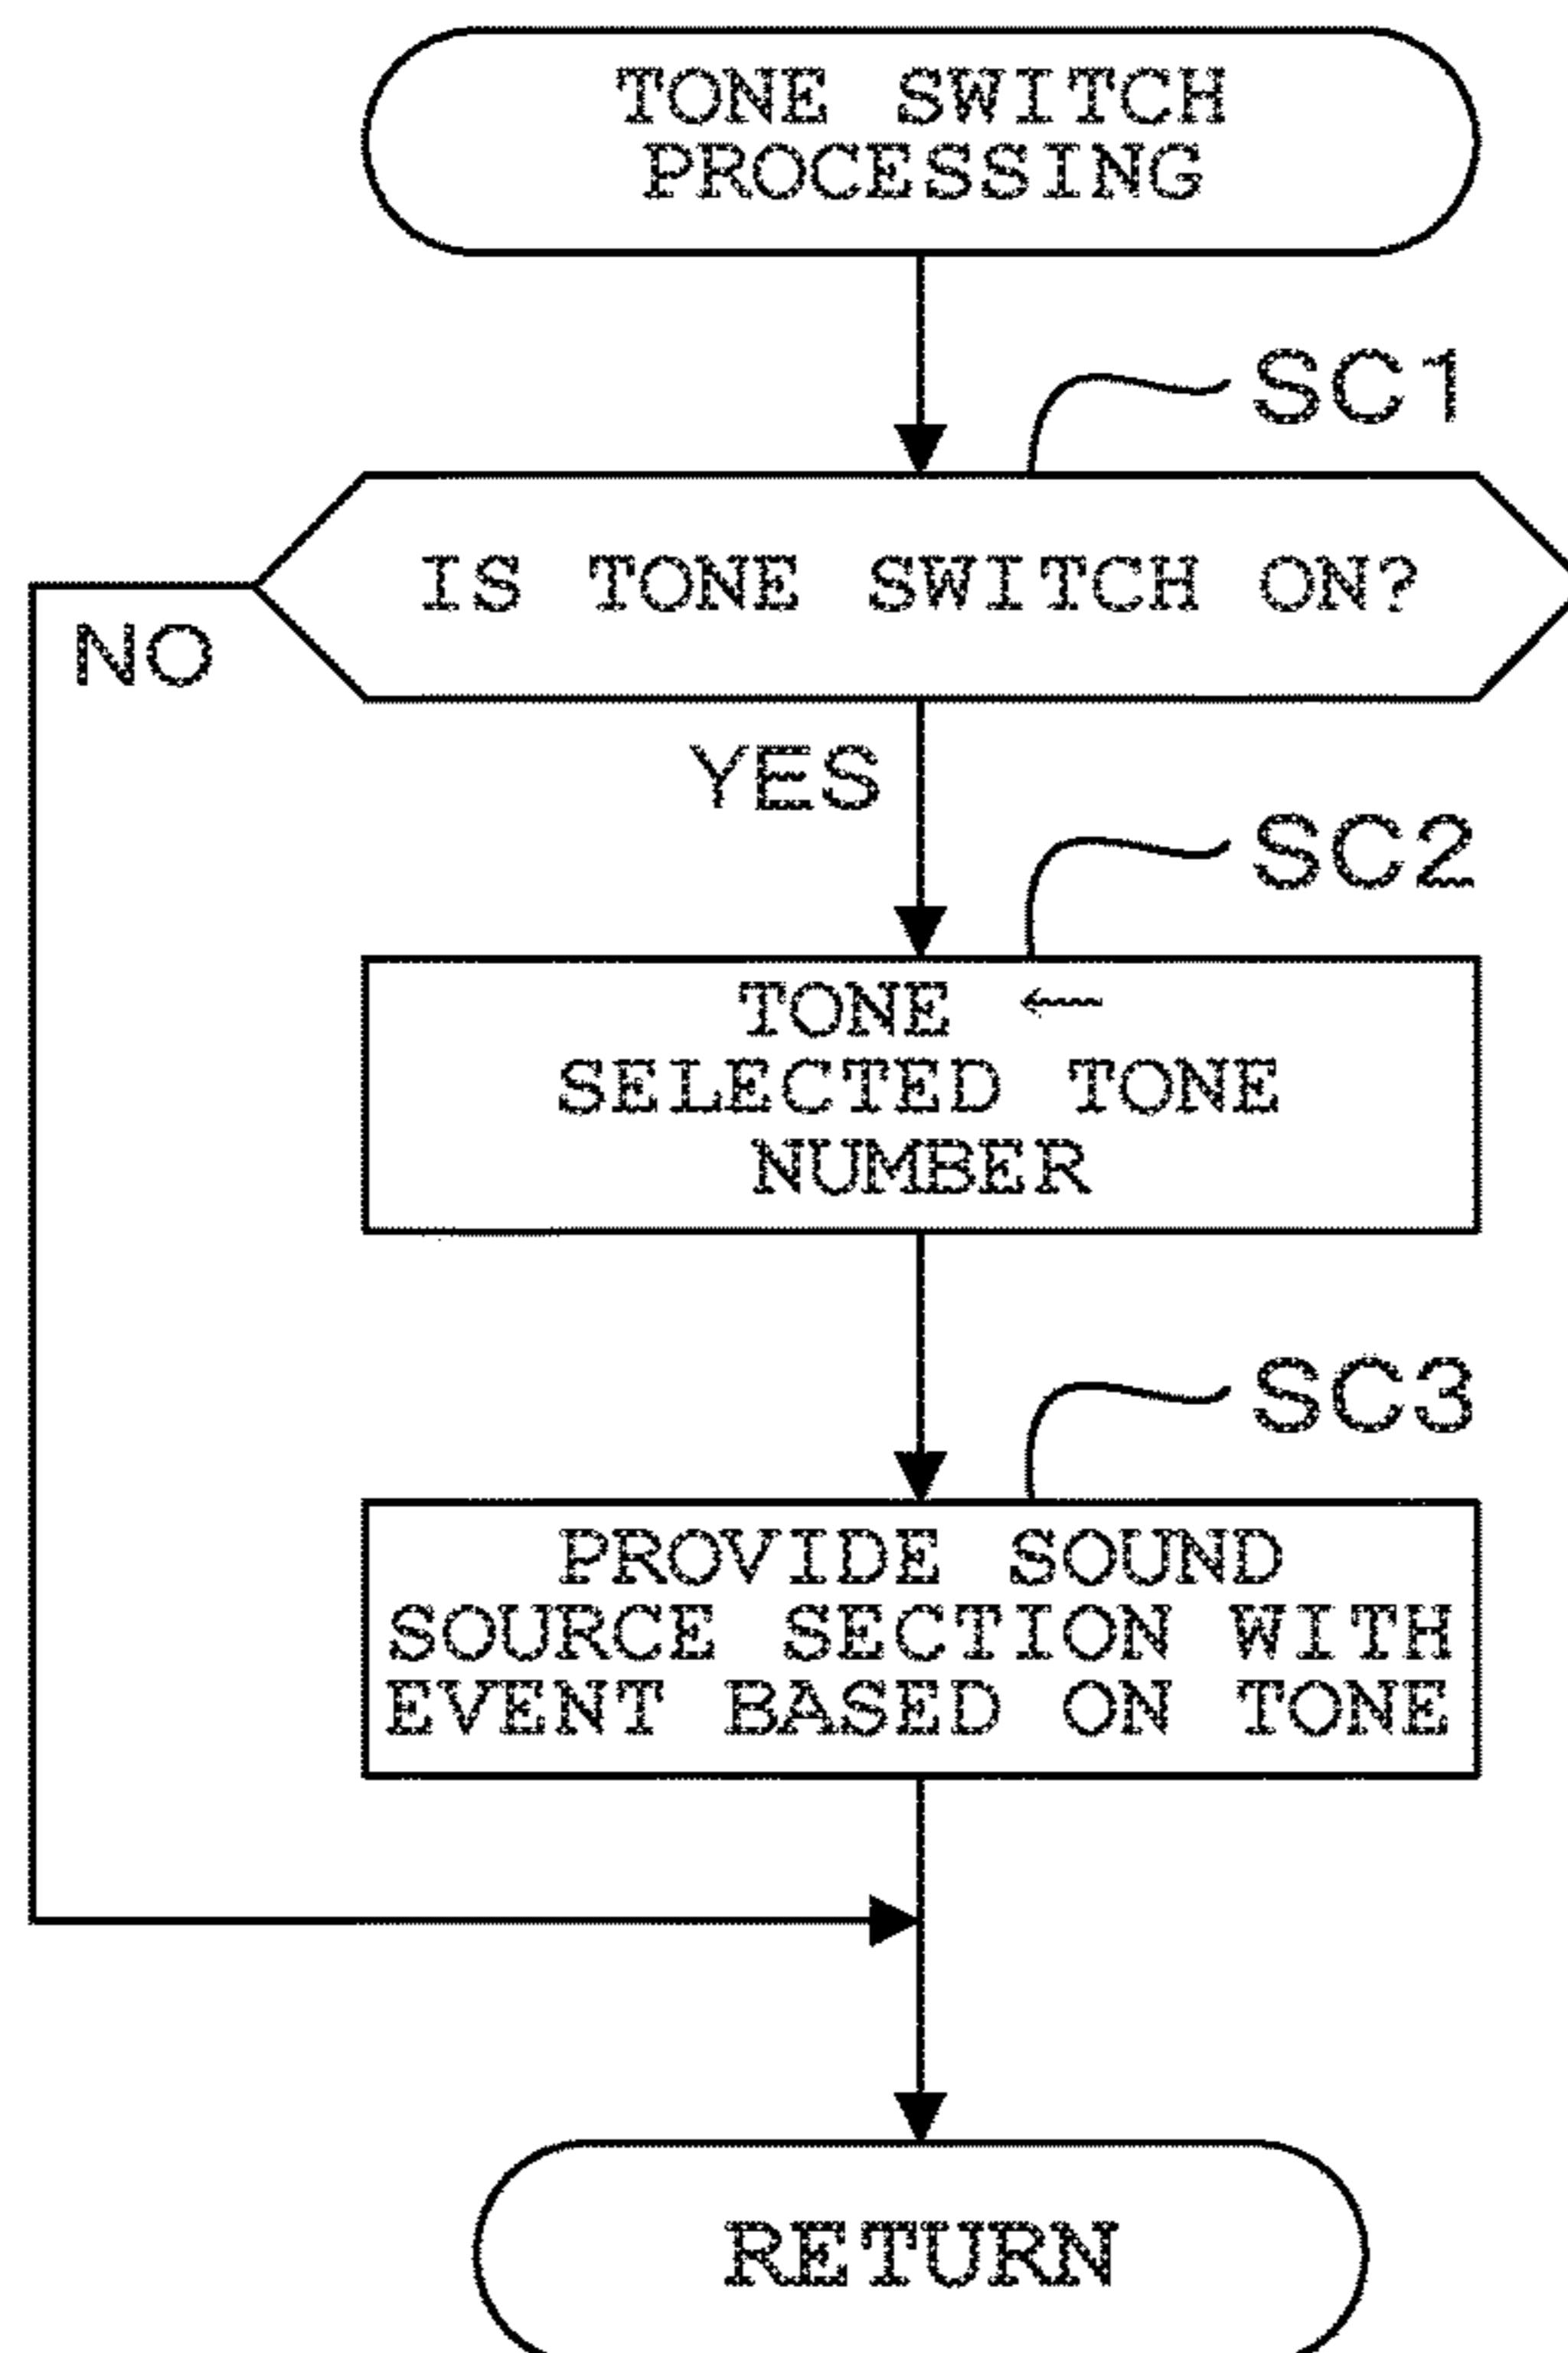 TONE SWITCH
PROCESSING
SC1
IS TONE SWITCH ON?
NO
YES
SC2
TONE ←
SELECTED TONE
NUMBER
SC3
PROVIDE SOUND
SOURCE SECTION WITH
EVENT BASED ON TONE
RETURN